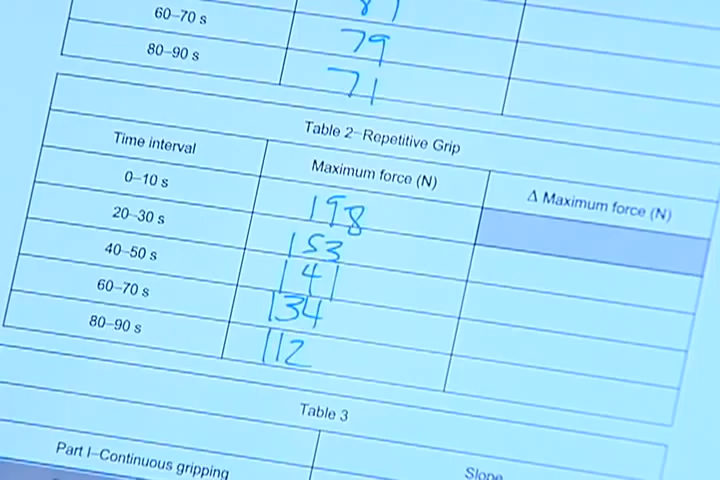 60–70 s 81
80–90 s 79
71
Table 2–Repetitive Grip
Time interval Maximum force (N) Δ Maximum force (N)
0–10 s 198
20–30 s 153
40–50 s 141
60–70 s 134
80–90 s 112
Table 3
Part I–Continuous gripping Slope